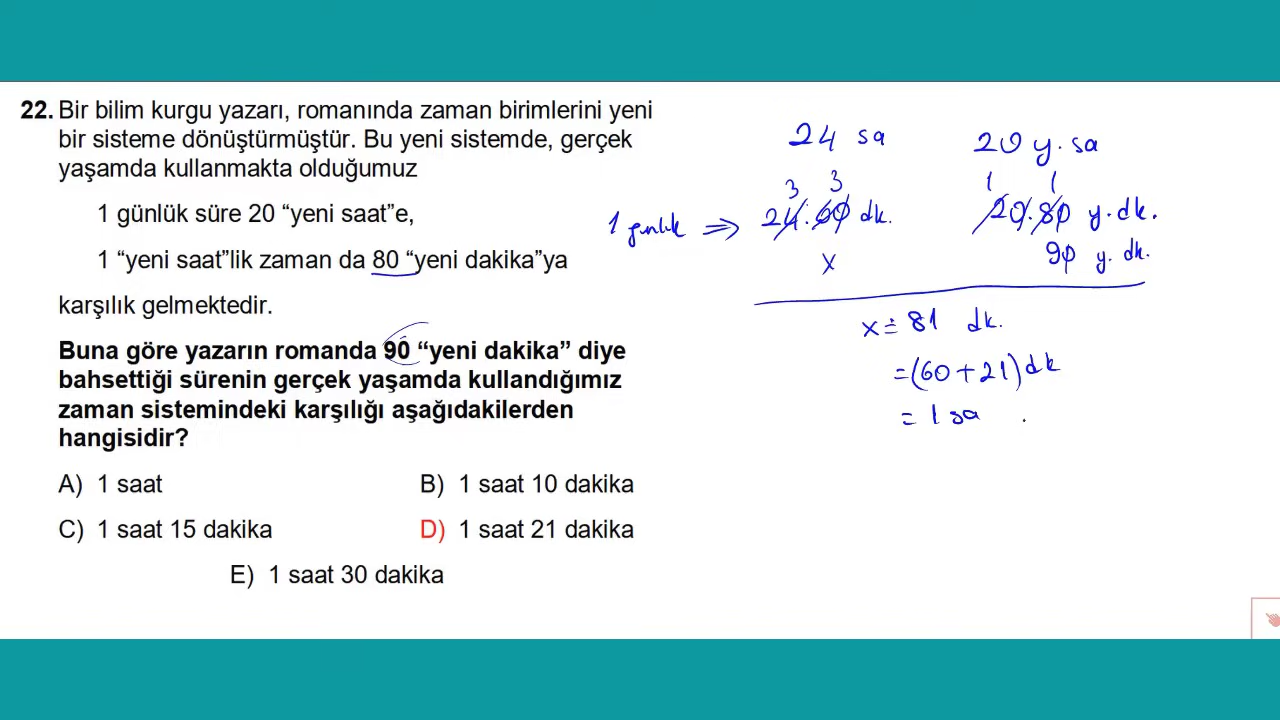 22. Bir bilim kurgu yazarı, romanında zaman birimlerini yeni
bir sisteme dönüştürmüştür. Bu yeni sistemde, gerçek
yaşamda kullanmakta olduğumuz
1 günlük süre 20 “yeni saat”e,
1 “yeni saat”lik zaman da 80 “yeni dakika”ya
karşılık gelmektedir.
Buna göre yazarın romanda 90 “yeni dakika” diye
bahsettiği sürenin gerçek yaşamda kullandığımız
zaman sistemindeki karşılığı aşağıdakilerden
hangisidir?
A) 1 saat
B) 1 saat 10 dakika
C) 1 saat 15 dakika
D) 1 saat 21 dakika
E) 1 saat 30 dakika
24 sa 20 y. sa
3 3 1 1
1 günlük ⇒ 24.60 dk. 20.80 y. dk.
x 90 y. dk.
x = 81 dk.
= (60 + 21) dk
= 1 sa